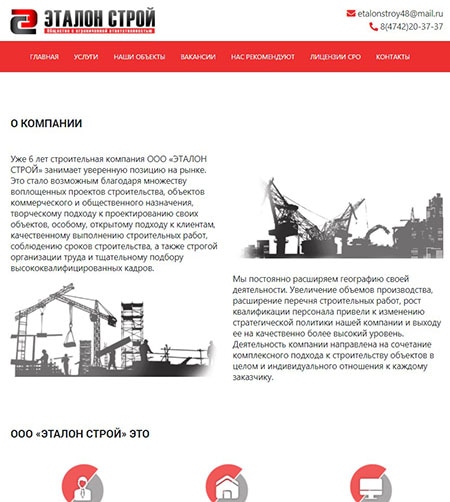 ЭТАЛОН СТРОЙ
Общество с ограниченной ответственностью
etalonstroy48@mail.ru
8(4742)20-37-37
ГЛАВНАЯ УСЛУГИ НАШИ ОБЪЕКТЫ ВАКАНСИИ НАС РЕКОМЕНДУЮТ ЛИЦЕНЗИИ СРО КОНТАКТЫ
О КОМПАНИИ
Уже 6 лет строительная компания ООО «ЭТАЛОН
СТРОЙ» занимает уверенную позицию на рынке.
Это стало возможным благодаря множеству
воплощенных проектов строительства, объектов
коммерческого и общественного назначения,
творческому подходу к проектированию своих
объектов, особому, открытому подходу к клиентам,
качественному выполнению строительных работ,
соблюдению сроков строительства, а также строгой
организации труда и тщательному подбору
высококвалифицированных кадров.
Мы постоянно расширяем географию своей
деятельности. Увеличение объемов производства,
расширение перечня строительных работ, рост
квалификации персонала привели к изменению
стратегической политики нашей компании и выходу
ее на качественно более высокий уровень.
Деятельность компании направлена на сочетание
комплексного подхода к строительству объектов в
целом и индивидуального отношения к каждому
заказчику.
ООО «ЭТАЛОН СТРОЙ» ЭТО